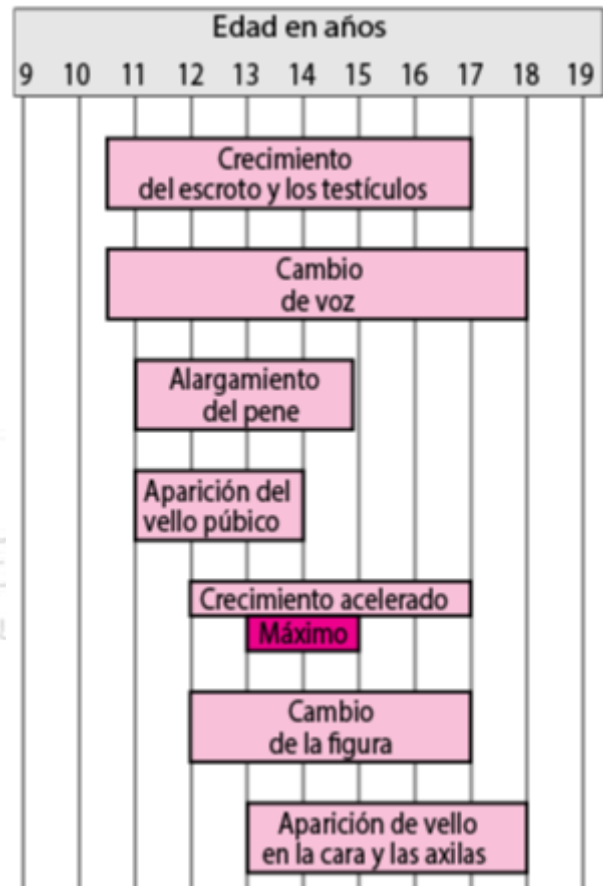 Edad en años
9 10 11 12 13 14 15 16 17 18 19
Crecimiento
del escroto y los testículos
Cambio
de voz
Alargamiento
del pene
Aparición del
vello púbico
Crecimiento acelerado
Máximo
Cambio
de la figura
Aparición de vello
en la cara y las axilas